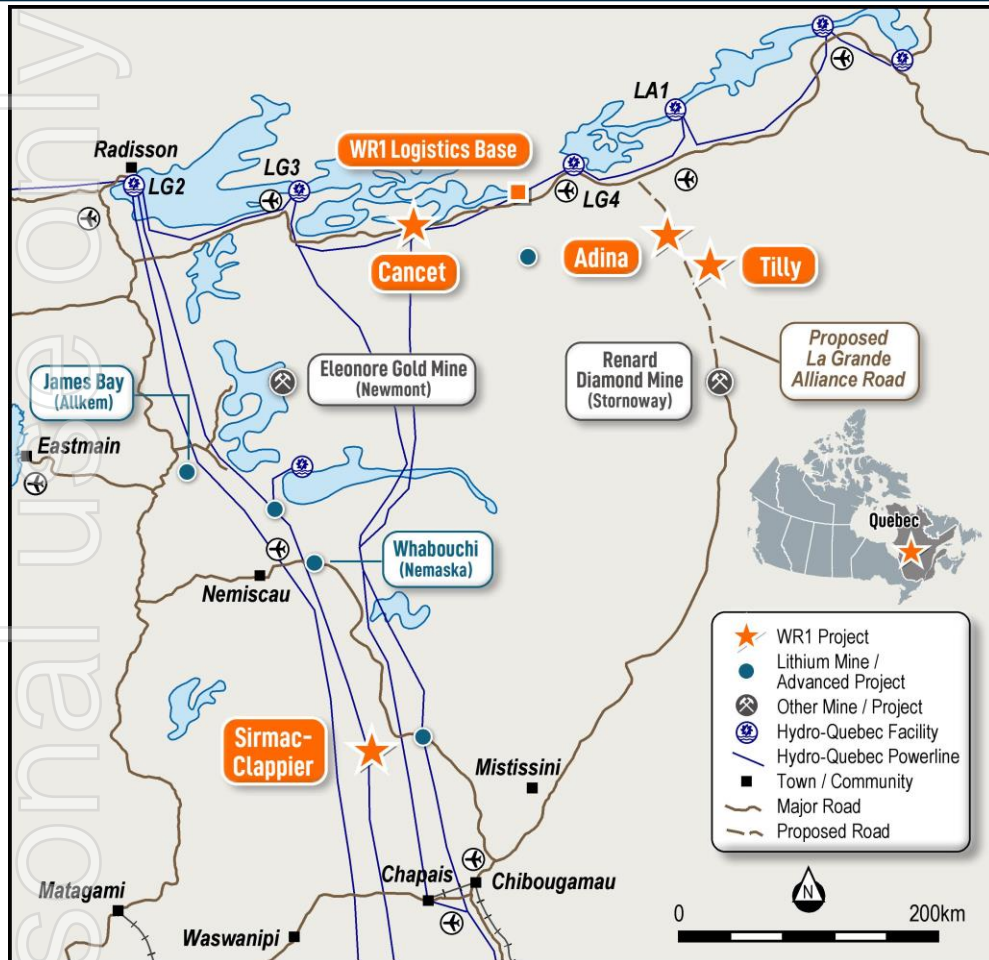 LA1
WR1 Logistics Base
Radisson
LG3
LG2
LG4
Cancet
Adina
Tilly
Proposed
La Grande
Alliance Road
Eleonore Gold Mine
(Newmont)
Renard
Diamond Mine
(Stornoway)
James Bay
(Allkem)
Eastmain
Quebec
Whabouchi
(Nemaska)
Nemiscau
WR1 Project
Lithium Mine /
Advanced Project
Other Mine / Project
Hydro-Quebec Facility
Hydro-Quebec Powerline
Town / Community
Major Road
Proposed Road
Sirmac-
Clappier
Mistissini
Chapais
Chibougamau
Matagami
Waswanipi
N
0 200km
sonal use only